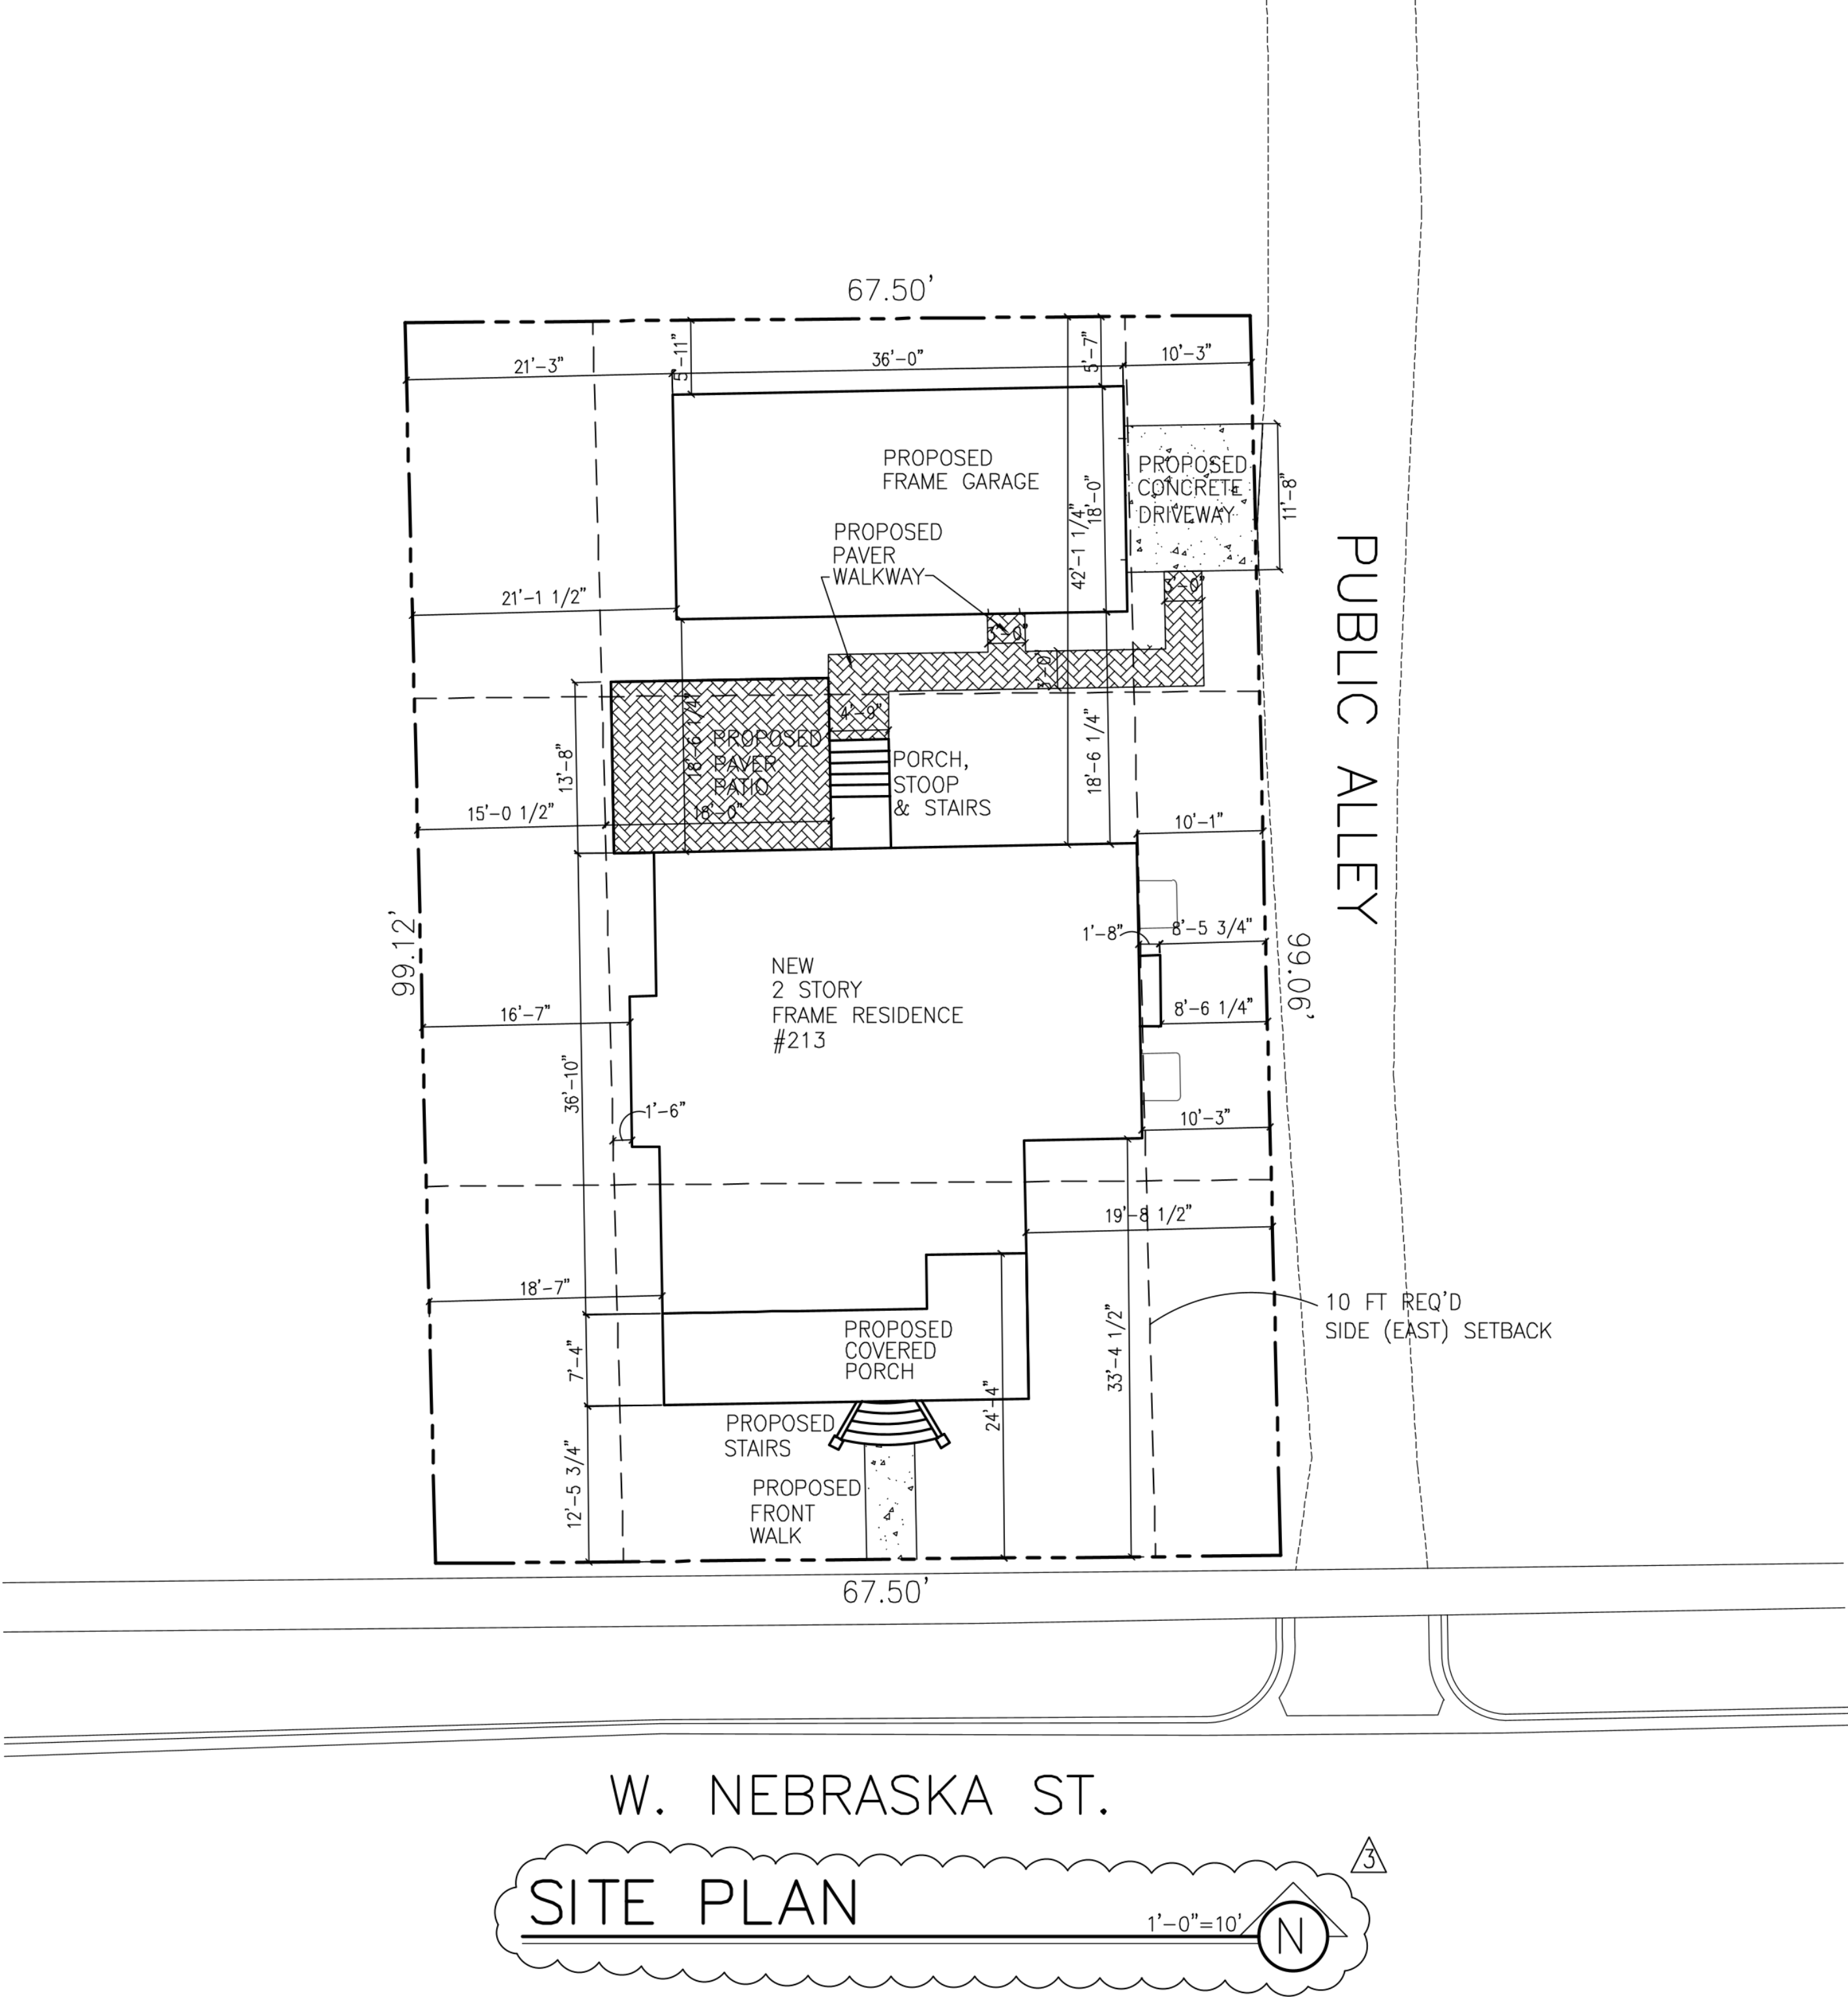 67.50'
5'-11"
5'-7"
21'-3"
36'-0"
10'-3"
PROPOSED
FRAME GARAGE
PROPOSED
CONCRETE
DRIVEWAY
11'-8"
18'-0"
42'-1 1/4"
PROPOSED
PAVER
WALKWAY
21'-1 1/2"
3'-0"
3'-0"
3'-0"
PUBLIC ALLEY
4'-9"
18'-6 1/4"
PROPOSED
PAVER
PATIO
13'-8"
18'-0"
PORCH,
STOOP
& STAIRS
18'-6 1/4"
15'-0 1/2"
10'-1"
1'-8"
8'-5 3/4"
99.12'
99.06'
NEW
2 STORY
FRAME RESIDENCE
#213
16'-7"
8'-6 1/4"
36'-10"
1'-6"
10'-3"
19'-8 1/2"
18'-7"
10 FT REQ'D
SIDE (EAST) SETBACK
PROPOSED
COVERED
PORCH
7'-4"
33'-4 1/2"
24'-4"
PROPOSED
STAIRS
12'-5 3/4"
PROPOSED
FRONT
WALK
67.50'
W. NEBRASKA ST.
3
SITE PLAN
1'-0"=10'
N